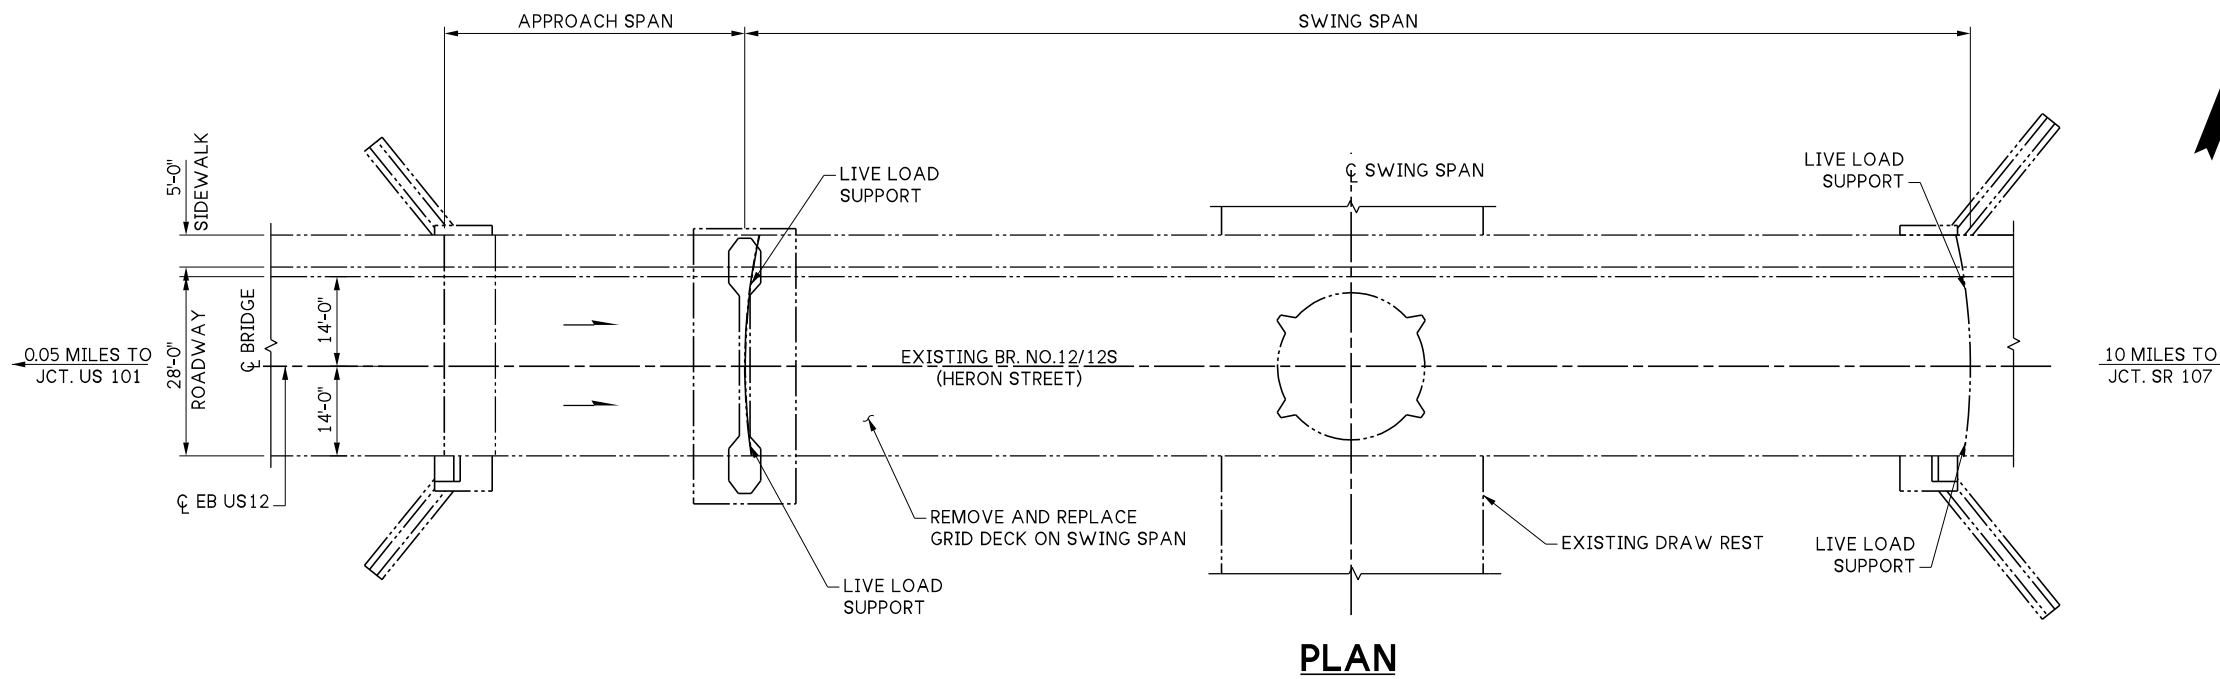 APPROACH SPAN
SWING SPAN
5'-0"
SIDEWALK
LIVE LOAD
SUPPORT
℄ SWING SPAN
LIVE LOAD
SUPPORT
28'-0"
ROADWAY
℄ BRIDGE
14'-0"
14'-0"
0.05 MILES TO
JCT. US 101
EXISTING BR. NO.12/12S
(HERON STREET)
10 MILES TO
JCT. SR 107
℄ EB US12
REMOVE AND REPLACE
GRID DECK ON SWING SPAN
EXISTING DRAW REST
LIVE LOAD
SUPPORT
LIVE LOAD
SUPPORT
PLAN